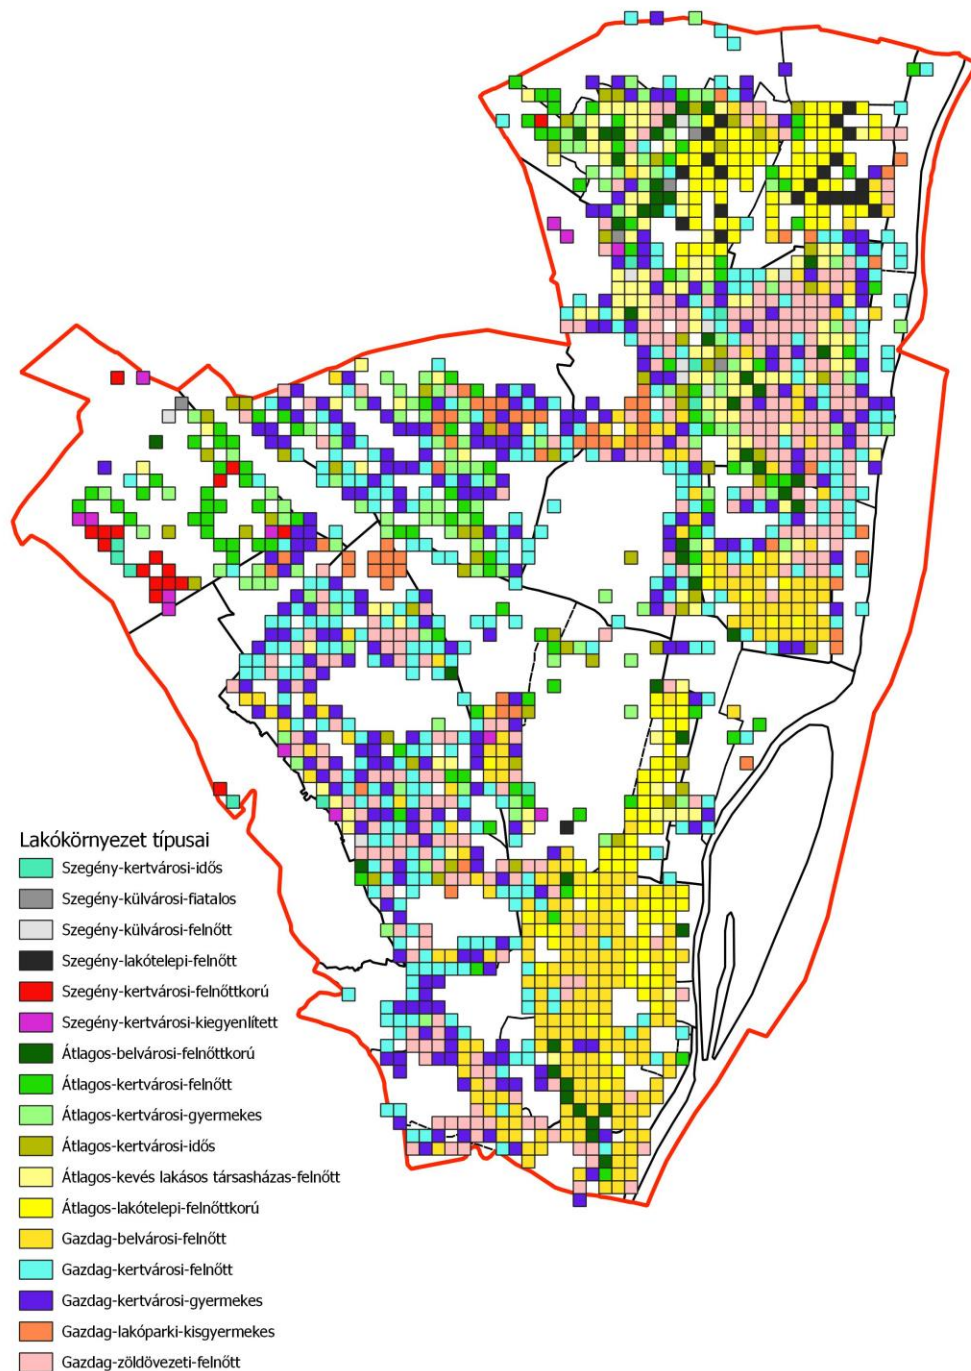 Lakókörnyezet típusai
Szegény-kertvárosi-idős
Szegény-külvárosi-fiatalos
Szegény-külvárosi-felnőtt
Szegény-lakótelepi-felnőtt
Szegény-kertvárosi-felnőttkorú
Szegény-kertvárosi-kiegyenlített
Átlagos-belvárosi-felnőttkorú
Átlagos-kertvárosi-felnőtt
Átlagos-kertvárosi-gyermekes
Átlagos-kertvárosi-idős
Átlagos-kevés lakásos társasházas-felnőtt
Átlagos-lakótelepi-felnőttkorú
Gazdag-belvárosi-felnőtt
Gazdag-kertvárosi-felnőtt
Gazdag-kertvárosi-gyermekes
Gazdag-lakóparki-kisgyermekes
Gazdag-zöldövezeti-felnőtt